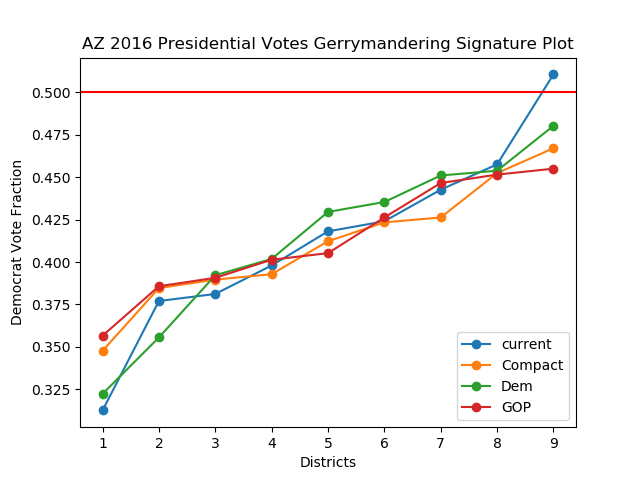 AZ 2016 Presidential Votes Gerrymandering Signature Plot
Democrat Vote Fraction
0.500
0.475
0.450
0.425
0.400
0.375
0.350
0.325
current
Compact
Dem
GOP
1 2 3 4 5 6 7 8 9
Districts